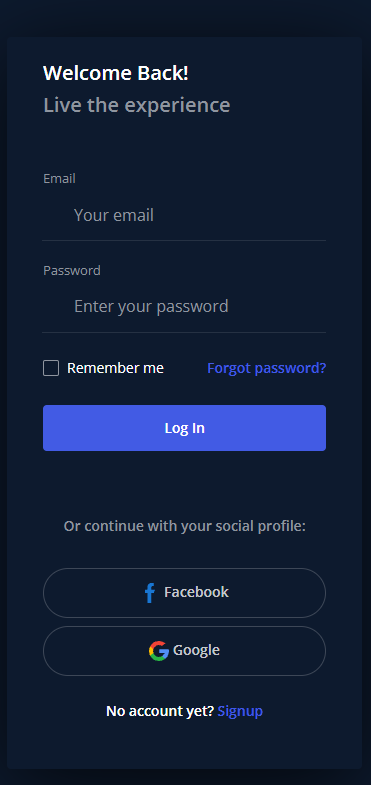 Welcome Back!
Live the experience
Email
Your email
Password
Enter your password
Remember me Forgot password?
Log In
Or continue with your social profile:
Facebook
Google
No account yet? Signup